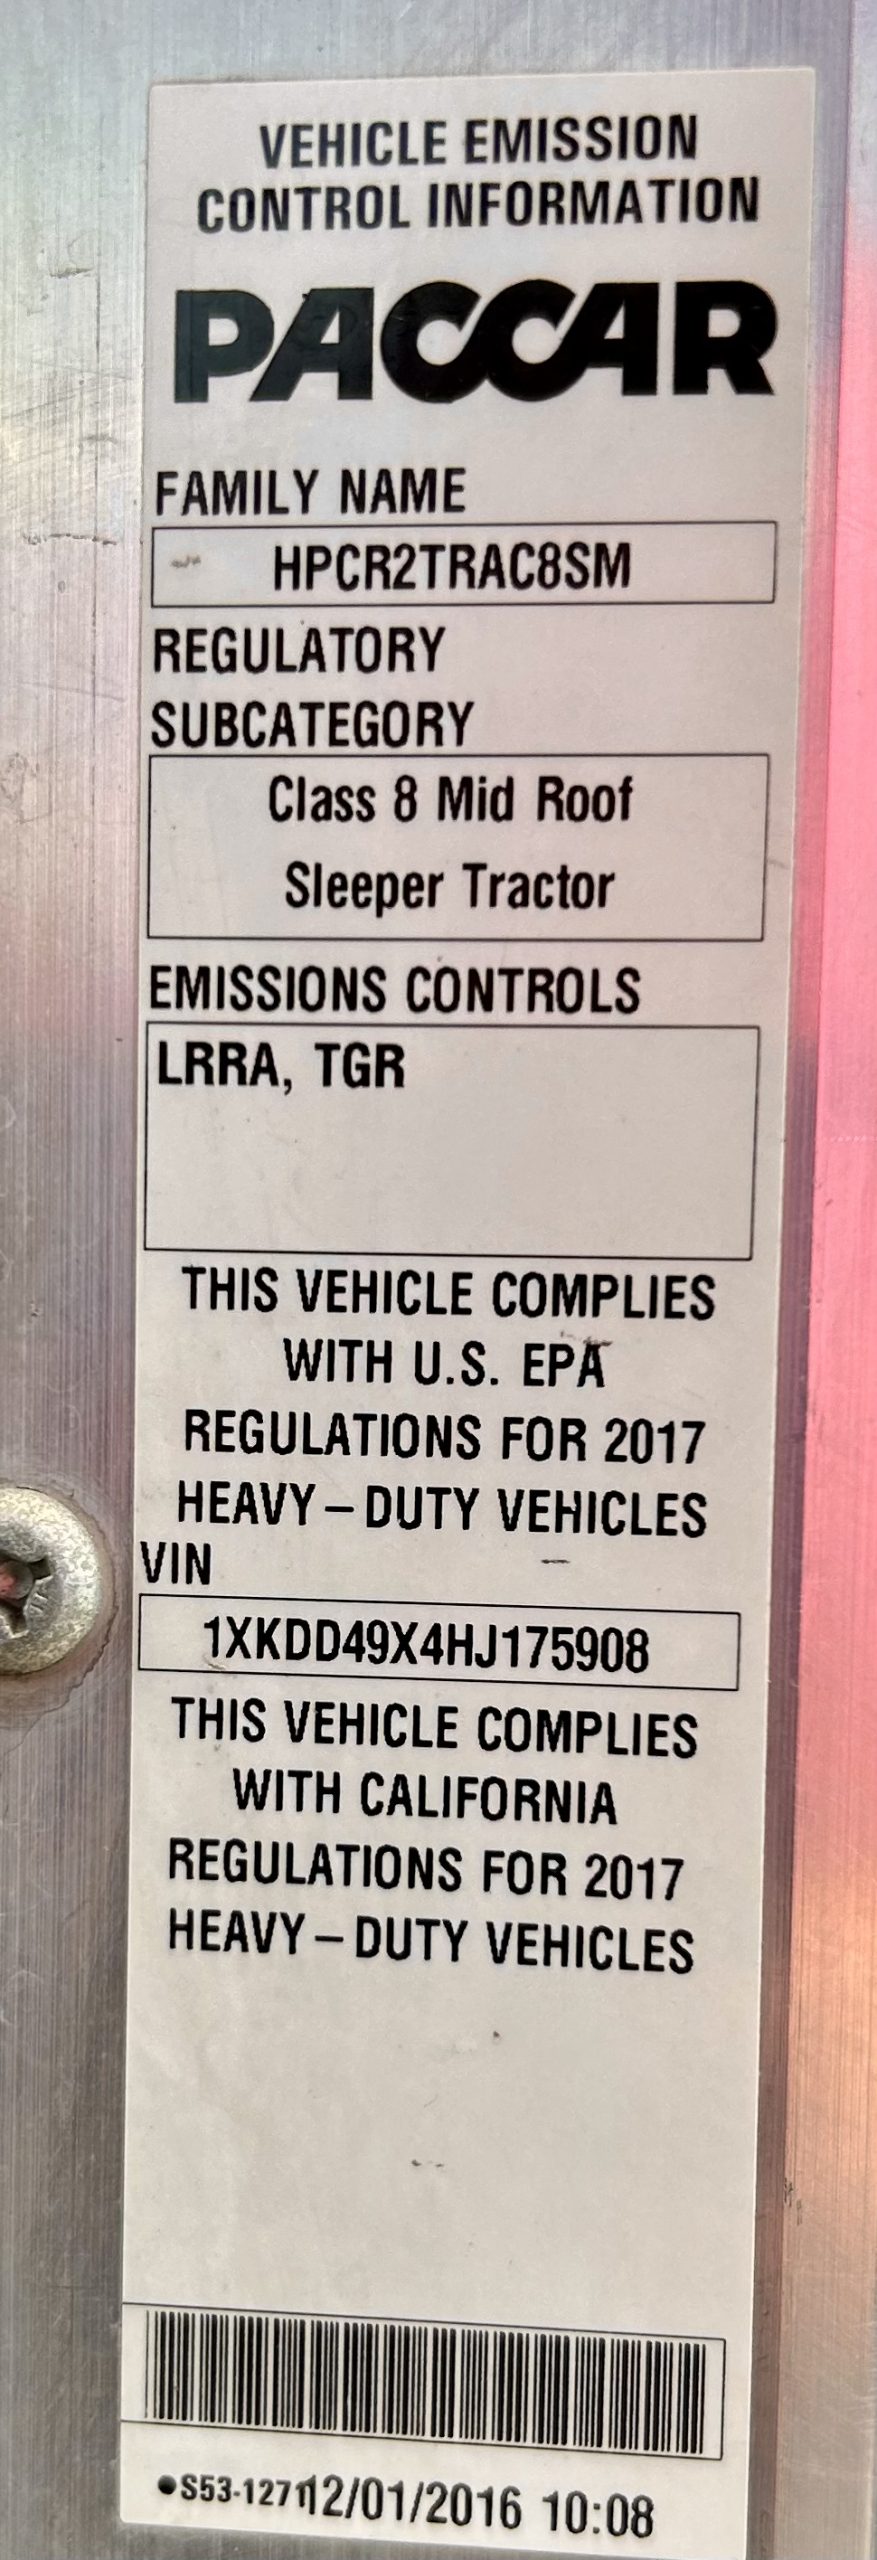 VEHICLE EMISSION
CONTROL INFORMATION
PACCAR
FAMILY NAME
HPCR2TRAC8SM
REGULATORY
SUBCATEGORY
Class 8 Mid Roof
Sleeper Tractor
EMISSIONS CONTROLS
LRRA, TGR
THIS VEHICLE COMPLIES
WITH U.S. EPA
REGULATIONS FOR 2017
HEAVY–DUTY VEHICLES
VIN
1XKDD49X4HJ175908
THIS VEHICLE COMPLIES
WITH CALIFORNIA
REGULATIONS FOR 2017
HEAVY–DUTY VEHICLES
●S53-1271 12/01/2016 10:08